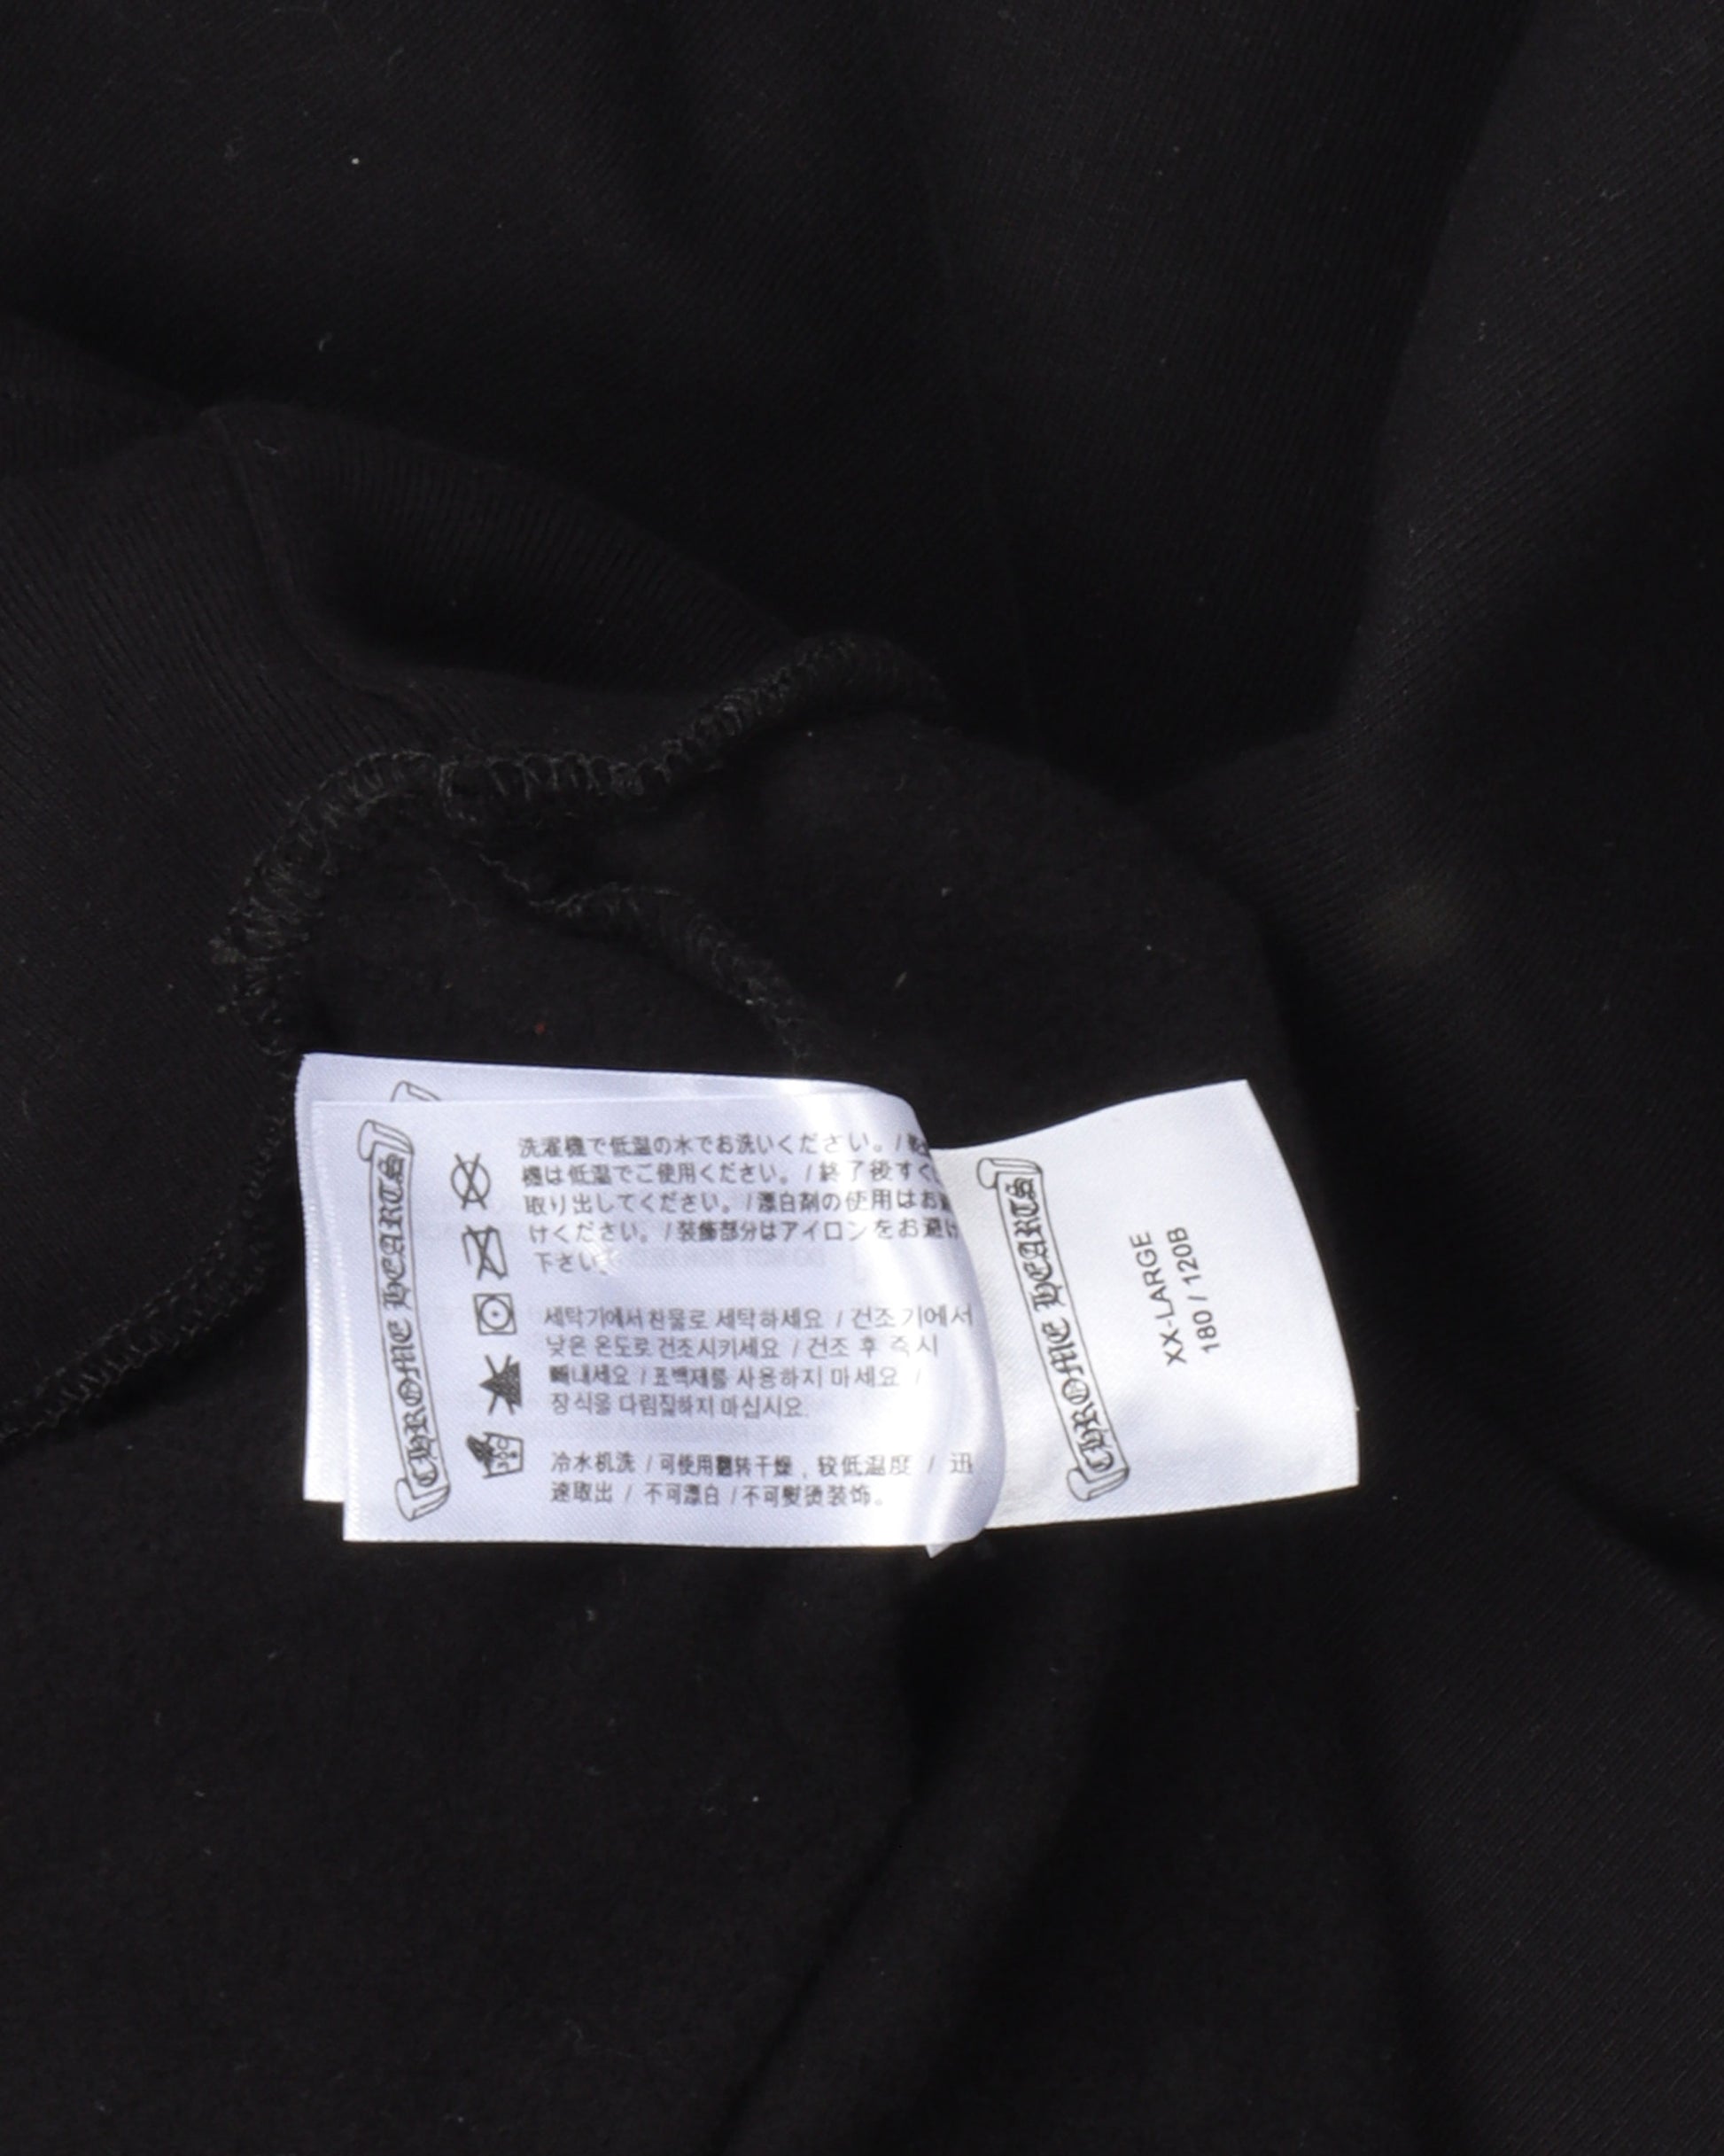 CHROME HEARTS
洗濯機で低温の水でお洗いください。/
機は低温でご使用ください。/終了後すぐ
取り出してください。/漂白剤の使用はお避
けください。/装飾部分はアイロンをお避け
下さい。
세탁기에서 찬물로 세탁하세요 / 건조기에서
낮은 온도로 건조시키세요 / 건조 후 즉시
빼내세요 / 표백제를 사용하지 마세요 /
장식을 다림질하지 마십시요.
冷水机洗 / 可使用翻转干燥，较低温度 / 迅
速取出 / 不可漂白 / 不可熨烫装饰。
CHROME HEARTS
XX-LARGE
180 / 120B